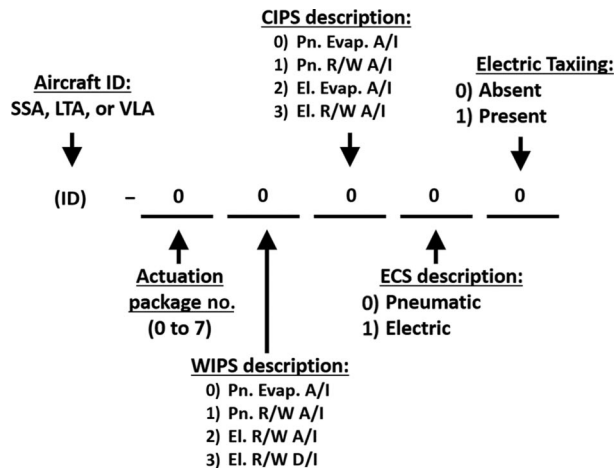 CIPS description:
0) Pn. Evap. A/I
1) Pn. R/W A/I
2) El. Evap. A/I
3) El. R/W A/I
Aircraft ID:
SSA, LTA, or VLA
Electric Taxiing:
0) Absent
1) Present
(ID) – 0 0 0 0 0
Actuation
package no.
(0 to 7)
ECS description:
0) Pneumatic
1) Electric
WIPS description:
0) Pn. Evap. A/I
1) Pn. R/W A/I
2) El. R/W A/I
3) El. R/W D/I